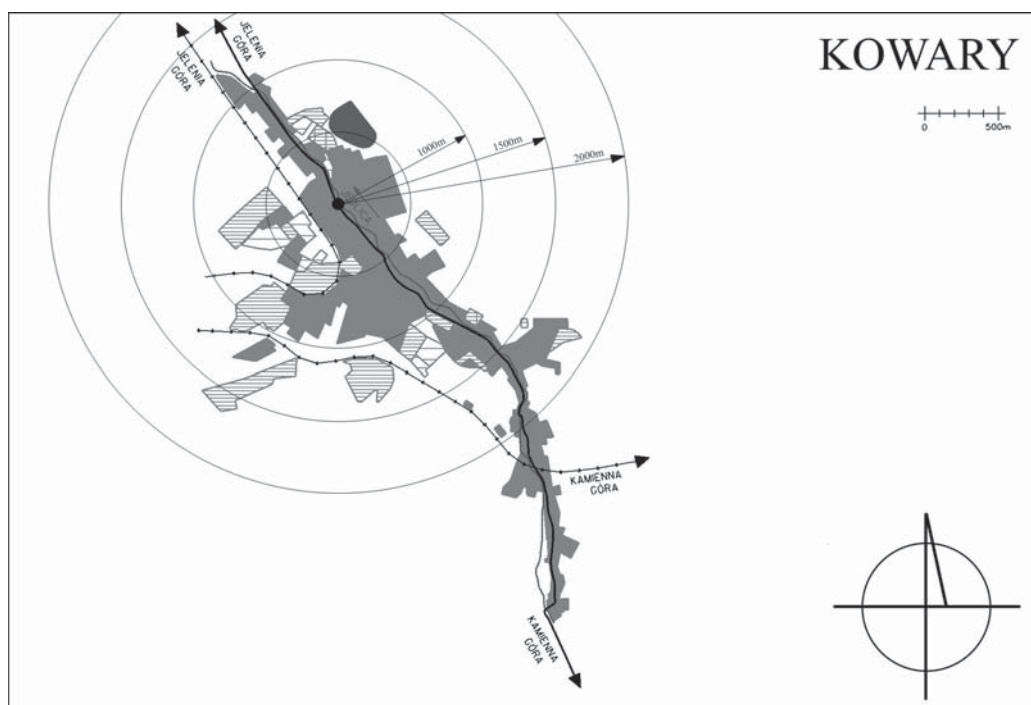 KOWARY
0 500m
JELENIA
GÓRA
JELENIA
GÓRA
1000m
1500m
2000m
KAMIENNA
GÓRA
KAMIENNA
GÓRA